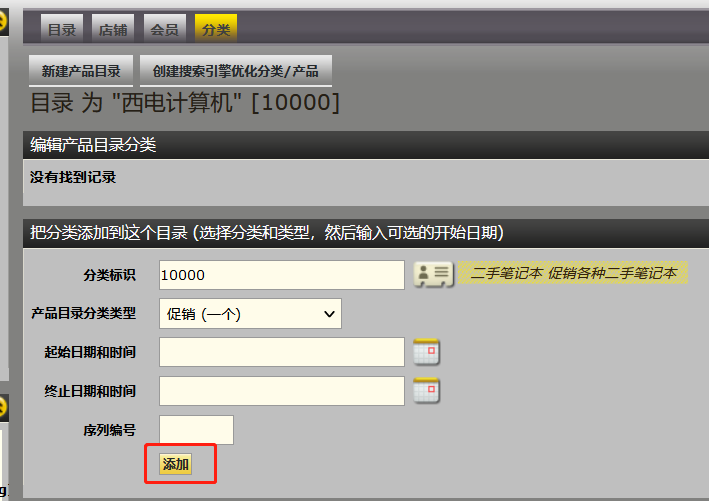 目录 店铺 会员 分类
新建产品目录 创建搜索引擎优化分类/产品
目录 为 "西电计算机" [10000]
编辑产品目录分类
没有找到记录
把分类添加到这个目录 (选择分类和类型，然后输入可选的开始日期)
分类标识 10000 二手笔记本 促销各种二手笔记本
产品目录分类类型 促销 (一个)
起始日期和时间
终止日期和时间
序列编号
添加